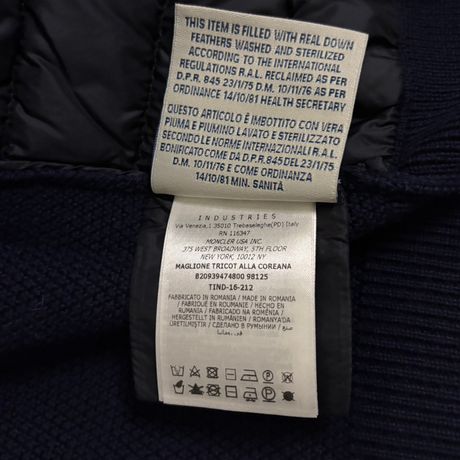 THIS ITEM IS FILLED WITH REAL DOWN
FEATHERS WASHED AND STERILIZED
ACCORDING TO THE INTERNATIONAL
REGULATIONS R.A.L. RECLAIMED AS PER
D.P.R. 845 23/1/75 D.M. 10/11/76 AS PER
ORDINANCE 14/10/81 HEALTH SECRETARY
QUESTO ARTICOLO È IMBOTTITO CON VERA
PIUMA E PIUMINO LAVATO E STERILIZZATO
SECONDO LE NORME INTERNAZIONALI R.A.L.
BONIFICATO COME DA D.P.R. 845 DEL 23/1/75
D.M. 10/11/76 E COME ORDINANZA
14/10/81 MIN. SANITÀ
INDUSTRIES
Via Venezia,1 35010 Trebaseleghe(PD) Italy
RN 116347
MONCLER USA INC.
375 WEST BROADWAY, 5TH FLOOR
NEW YORK, 10012 NY
MAGLIONE TRICOT ALLA COREANA
B20939474800 98125
TIND-16-212
FABBRICATO IN ROMANIA / MADE IN ROMANIA /
FABRIQUÉ EN ROUMANIE / HECHO EN
RUMANIA / FABRICADO NA ROMÉNIA /
HERGESTELLT IN RUMÄNIEN / ROMANYA'DA
ÜRETILMIŞTIR / СДЕЛАНО В РУМЫНИИ /